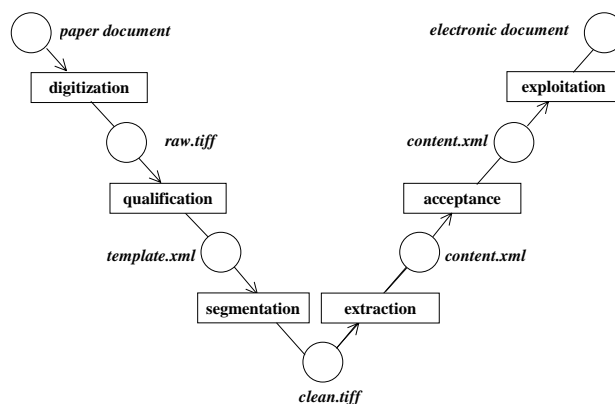 paper document
electronic document
digitization
exploitation
raw.tiff
content.xml
qualification
acceptance
template.xml
content.xml
segmentation
extraction
clean.tiff